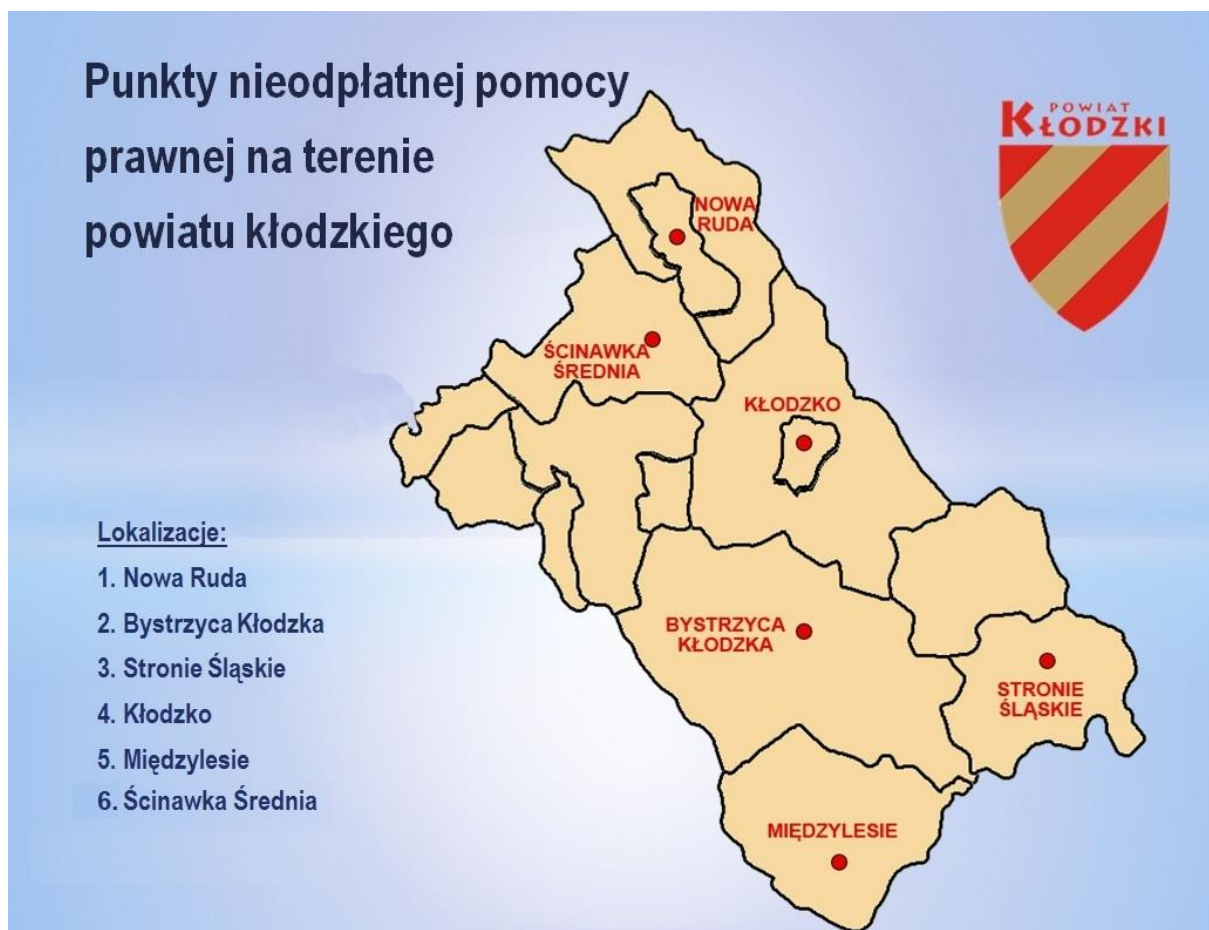 Punkty nieodpłatnej pomocy
prawnej na terenie
powiatu kłodzkiego
POWIAT
KŁODZKI
NOWA
RUDA
ŚCINAWKA
ŚREDNIA
KŁODZKO
BYSTRZYCA
KŁODZKA
STRONIE
ŚLĄSKIE
MIĘDZYLESIE
Lokalizacje:
1. Nowa Ruda
2. Bystrzyca Kłodzka
3. Stronie Śląskie
4. Kłodzko
5. Międzylesie
6. Ścinawka Średnia